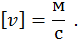 [v] = м/с .